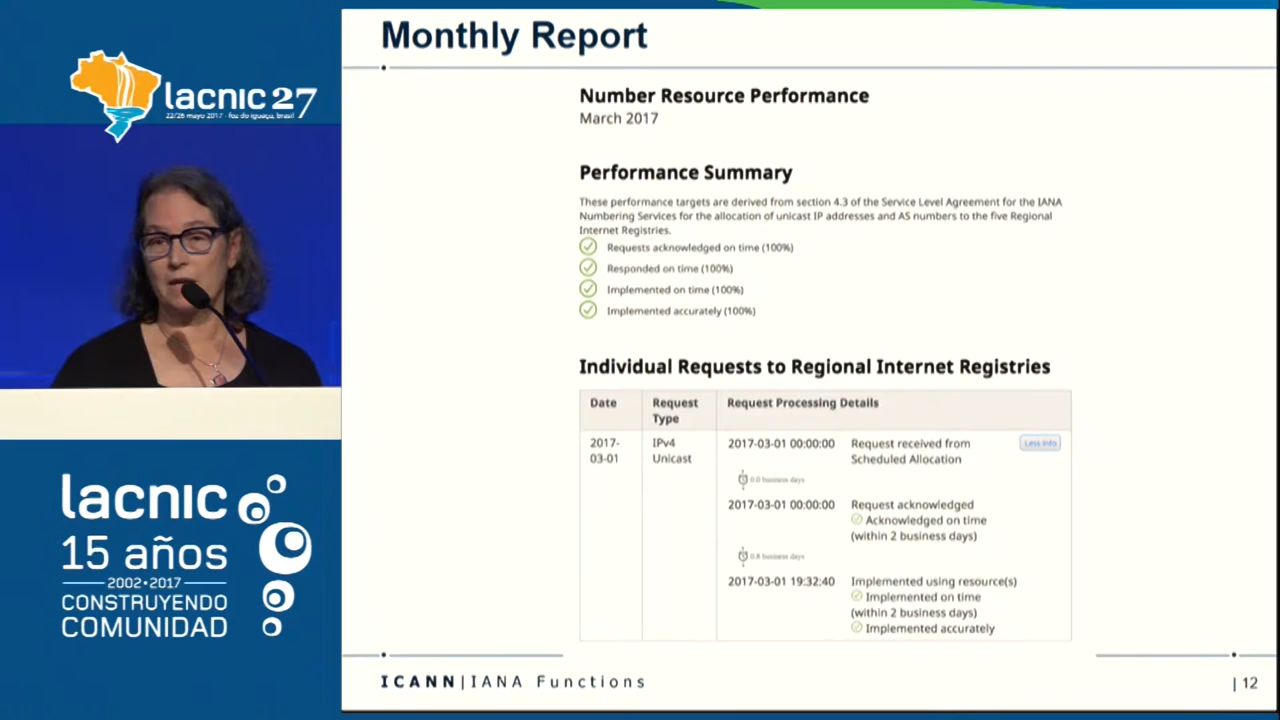 Monthly Report
lacnic 27
22/26 mayo 2017 - foz do iguaçu, brasil
Number Resource Performance
March 2017
Performance Summary
These performance targets are derived from section 4.3 of the Service Level Agreement for the IANA
Numbering Services for the allocation of unicast IP addresses and AS numbers to the five Regional
Internet Registries.
Requests acknowledged on time (100%)
Responded on time (100%)
Implemented on time (100%)
Implemented accurately (100%)
Individual Requests to Regional Internet Registries
Date
Request
Type
Request Processing Details
2017-
03-01
IPv4
Unicast
2017-03-01 00:00:00
Request received from
Scheduled Allocation
Less info
0.0 business days
2017-03-01 00:00:00
Request acknowledged
Acknowledged on time
(within 2 business days)
0.8 business days
2017-03-01 19:32:40
Implemented using resource(s)
Implemented on time
(within 2 business days)
Implemented accurately
lacnic
15 años
2002•2017
CONSTRUYENDO
COMUNIDAD
ICANN|IANA Functions
| 12